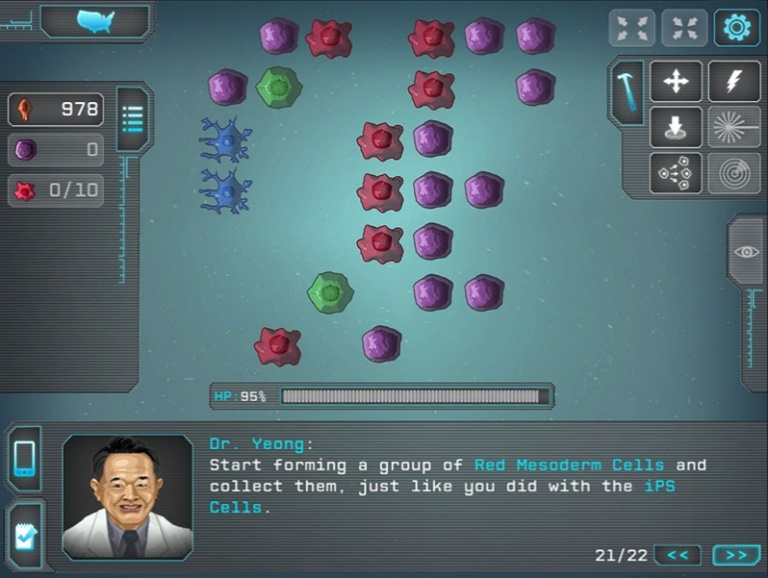 978
0
0/10
HP: 95%
Dr. Yeong:
Start forming a group of Red Mesoderm Cells and
collect them, just like you did with the iPS
Cells.
21/22 << >>